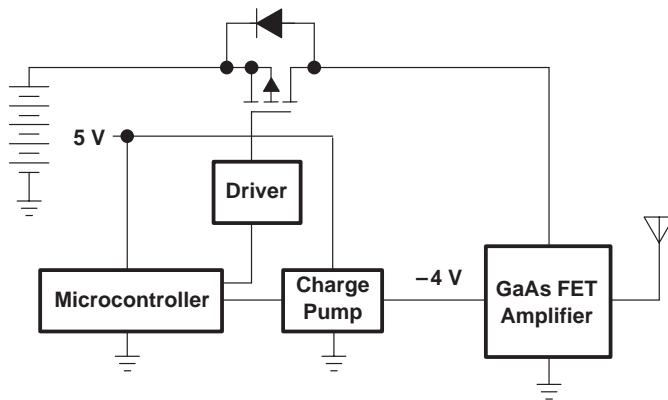 5 V
Driver
Microcontroller
Charge
Pump
–4 V
GaAs FET
Amplifier